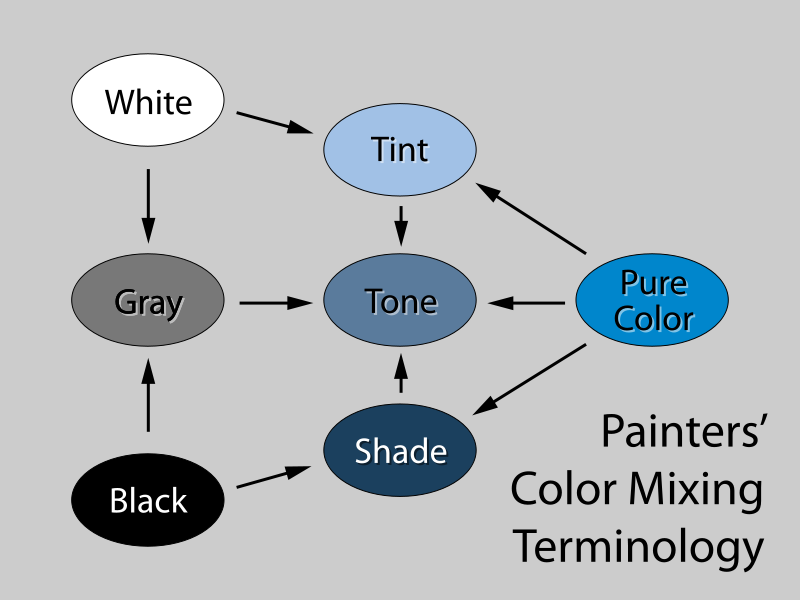 White
Tint
Gray
Tone
Pure
Color
Shade
Black
Painters’
Color Mixing
Terminology